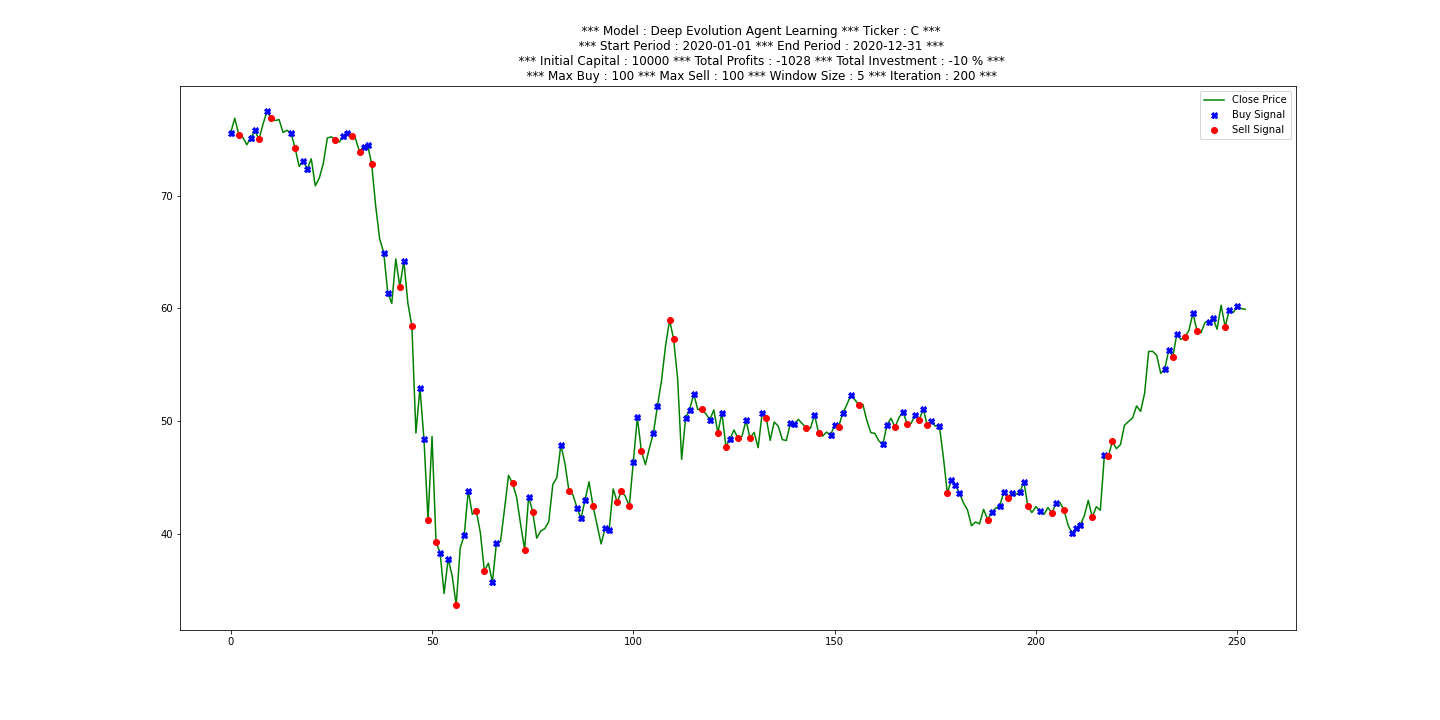 *** Model : Deep Evolution Agent Learning *** Ticker : C ***
*** Start Period : 2020-01-01 *** End Period : 2020-12-31 ***
*** Initial Capital : 10000 *** Total Profits : -1028 *** Total Investment : -10 % ***
*** Max Buy : 100 *** Max Sell : 100 *** Window Size : 5 *** Iteration : 200 ***
Close Price
Buy Signal
Sell Signal
70
60
50
40
0 50 100 150 200 250